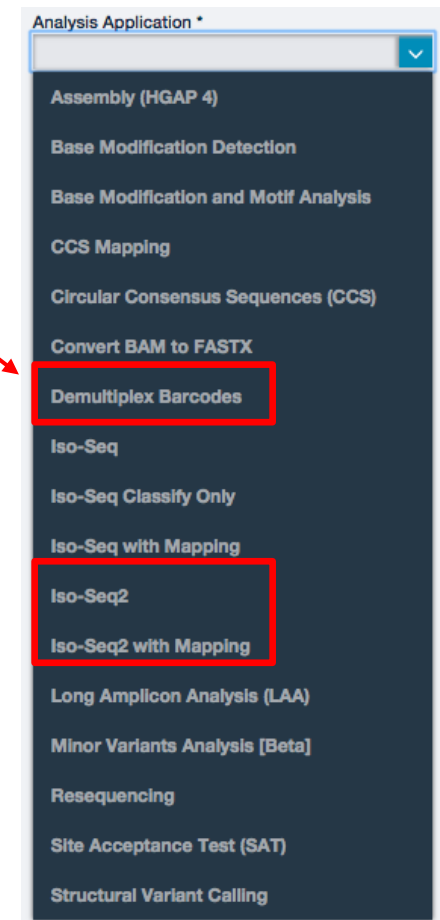 Analysis Application *
Assembly (HGAP 4)
Base Modification Detection
Base Modification and Motif Analysis
CCS Mapping
Circular Consensus Sequences (CCS)
Convert BAM to FASTX
Demultiplex Barcodes
Iso-Seq
Iso-Seq Classify Only
Iso-Seq with Mapping
Iso-Seq2
Iso-Seq2 with Mapping
Long Amplicon Analysis (LAA)
Minor Variants Analysis [Beta]
Resequencing
Site Acceptance Test (SAT)
Structural Variant Calling